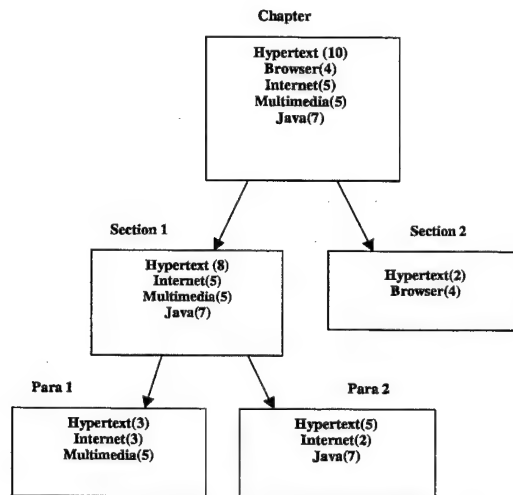 Chapter
Hypertext (10)
Browser(4)
Internet(5)
Multimedia(5)
Java(7)
Section 1
Section 2
Hypertext (8)
Internet(5)
Multimedia(5)
Java(7)
Hypertext(2)
Browser(4)
Para 1
Para 2
Hypertext(3)
Internet(3)
Multimedia(5)
Hypertext(5)
Internet(2)
Java(7)